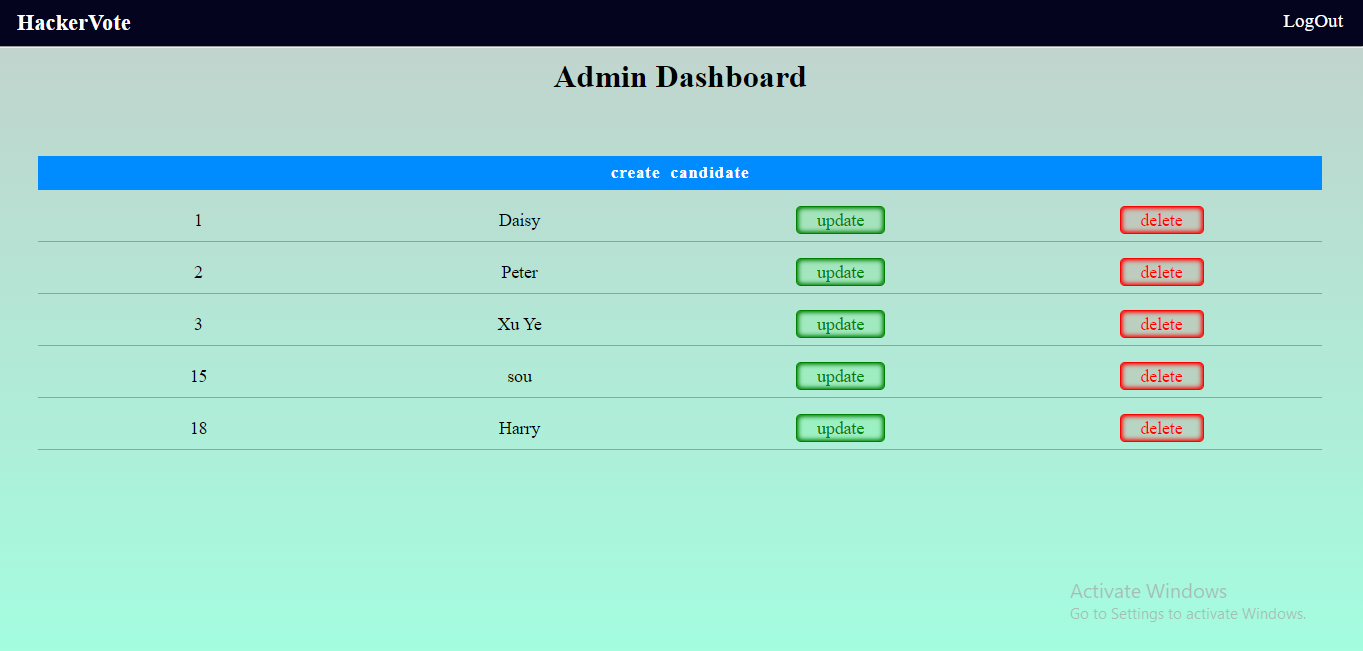 HackerVote LogOut
Admin Dashboard
create candidate
1 Daisy update delete
2 Peter update delete
3 Xu Ye update delete
15 sou update delete
18 Harry update delete
Activate Windows
Go to Settings to activate Windows.